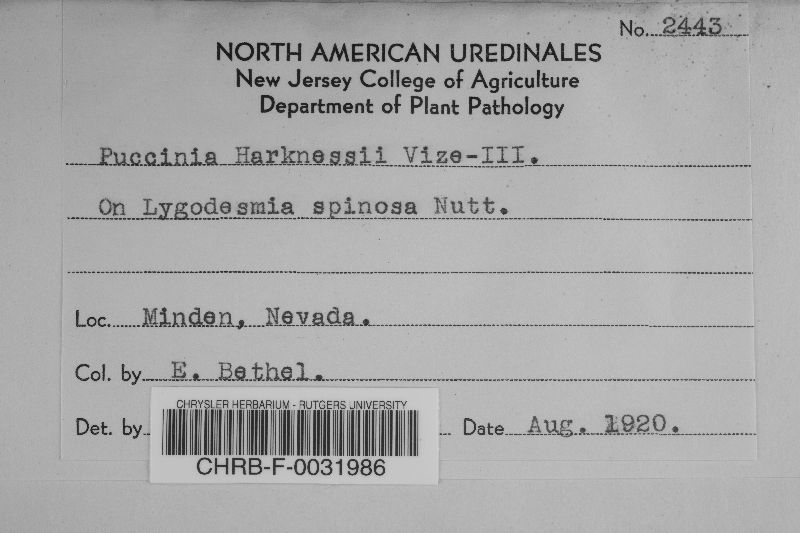 No. 2443
NORTH AMERICAN UREDINALES
New Jersey College of Agriculture
Department of Plant Pathology
Puccinia Harknessii Vize-III.
On Lygodesmia spinosa Nutt.
Loc. Minden, Nevada.
Col. by E. Bethel.
Det. by Date Aug. 1920.
CHRYSLER HERBARIUM - RUTGERS UNIVERSITY
CHRB-F-0031986